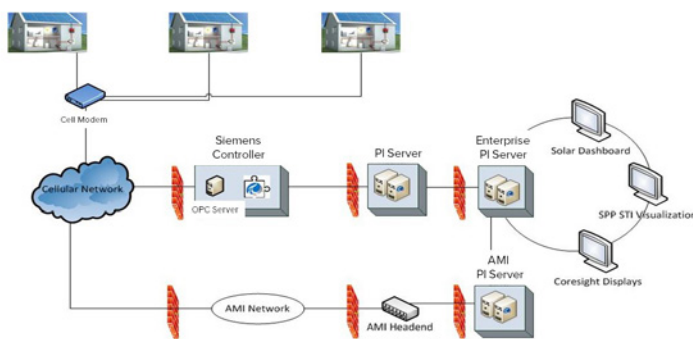 Cell Modem
Siemens
Controller
PI Server
Enterprise
PI Server
Solar Dashboard
Cellular Network
OPC Server
SPP STI Visualization
AMI
PI Server
Coresight Displays
AMI Network
AMI Headend